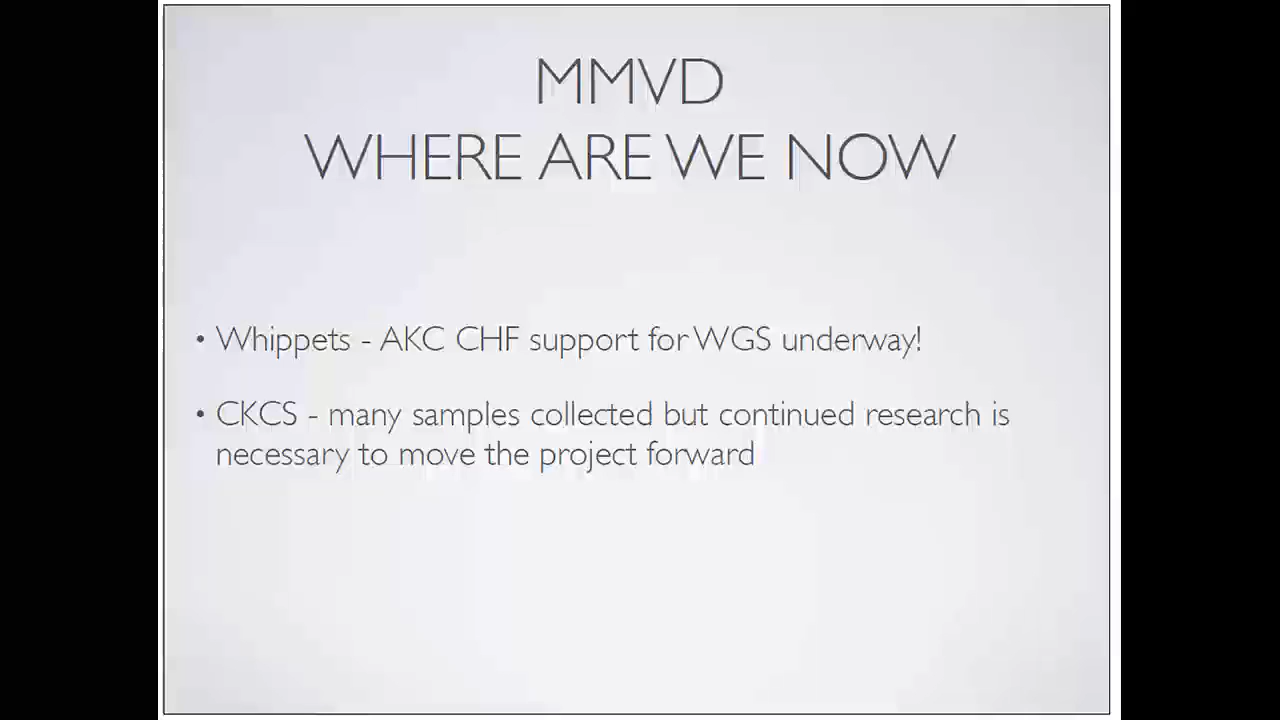 MMVD
WHERE ARE WE NOW
• Whippets - AKC CHF support for WGS underway!
• CKCS - many samples collected but continued research is
necessary to move the project forward